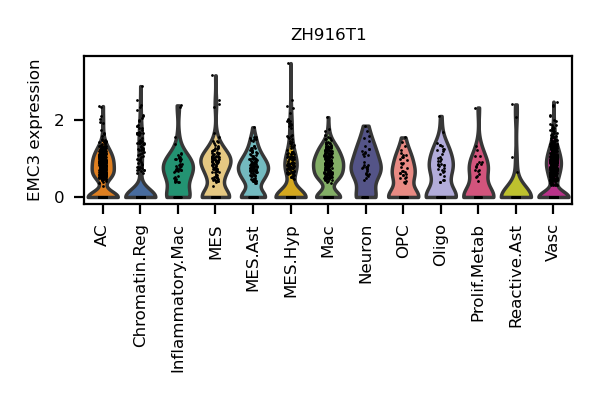 ZH916T1
EMC3 expression
2
0
AC
Chromatin.Reg
Inflammatory.Mac
MES
MES.Ast
MES.Hyp
Mac
Neuron
OPC
Oligo
Prolif.Metab
Reactive.Ast
Vasc